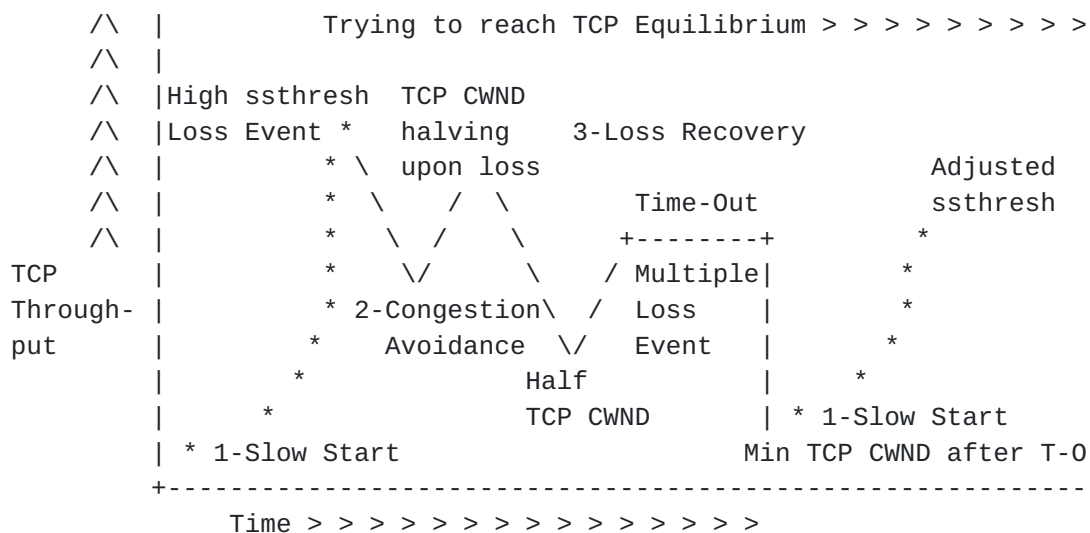 /\  |          Trying to reach TCP Equilibrium > > > > > > > > >
/\  |
/\  |High ssthresh  TCP CWND
/\  |Loss Event *   halving    3-Loss Recovery
/\  |          * \  upon loss                         Adjusted
/\  |          *  \    /  \        Time-Out           ssthresh
/\  |          *   \  /    \      +--------+         *
TCP      |          *    \/      \    / Multiple|        *
Through- |          * 2-Congestion\  /  Loss    |        *
put      |         *    Avoidance  \/   Event   |       *
|        *              Half           |     *
|      *                TCP CWND       | * 1-Slow Start
| * 1-Slow Start                      Min TCP CWND after T-O
+-----------------------------------------------------------
Time > > > > > > > > > > > > > > >